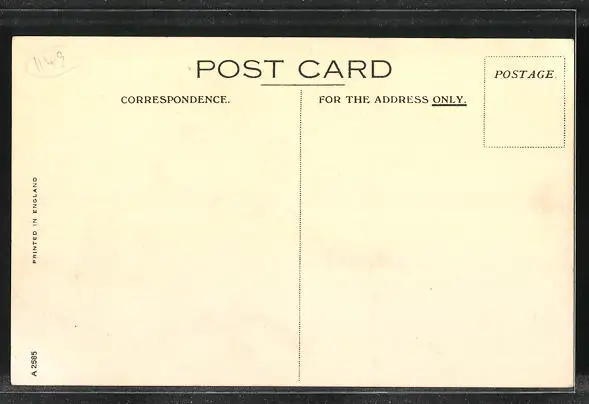 1149
POST CARD
CORRESPONDENCE.
FOR THE ADDRESS ONLY.
POSTAGE.
PRINTED IN ENGLAND
A 2585